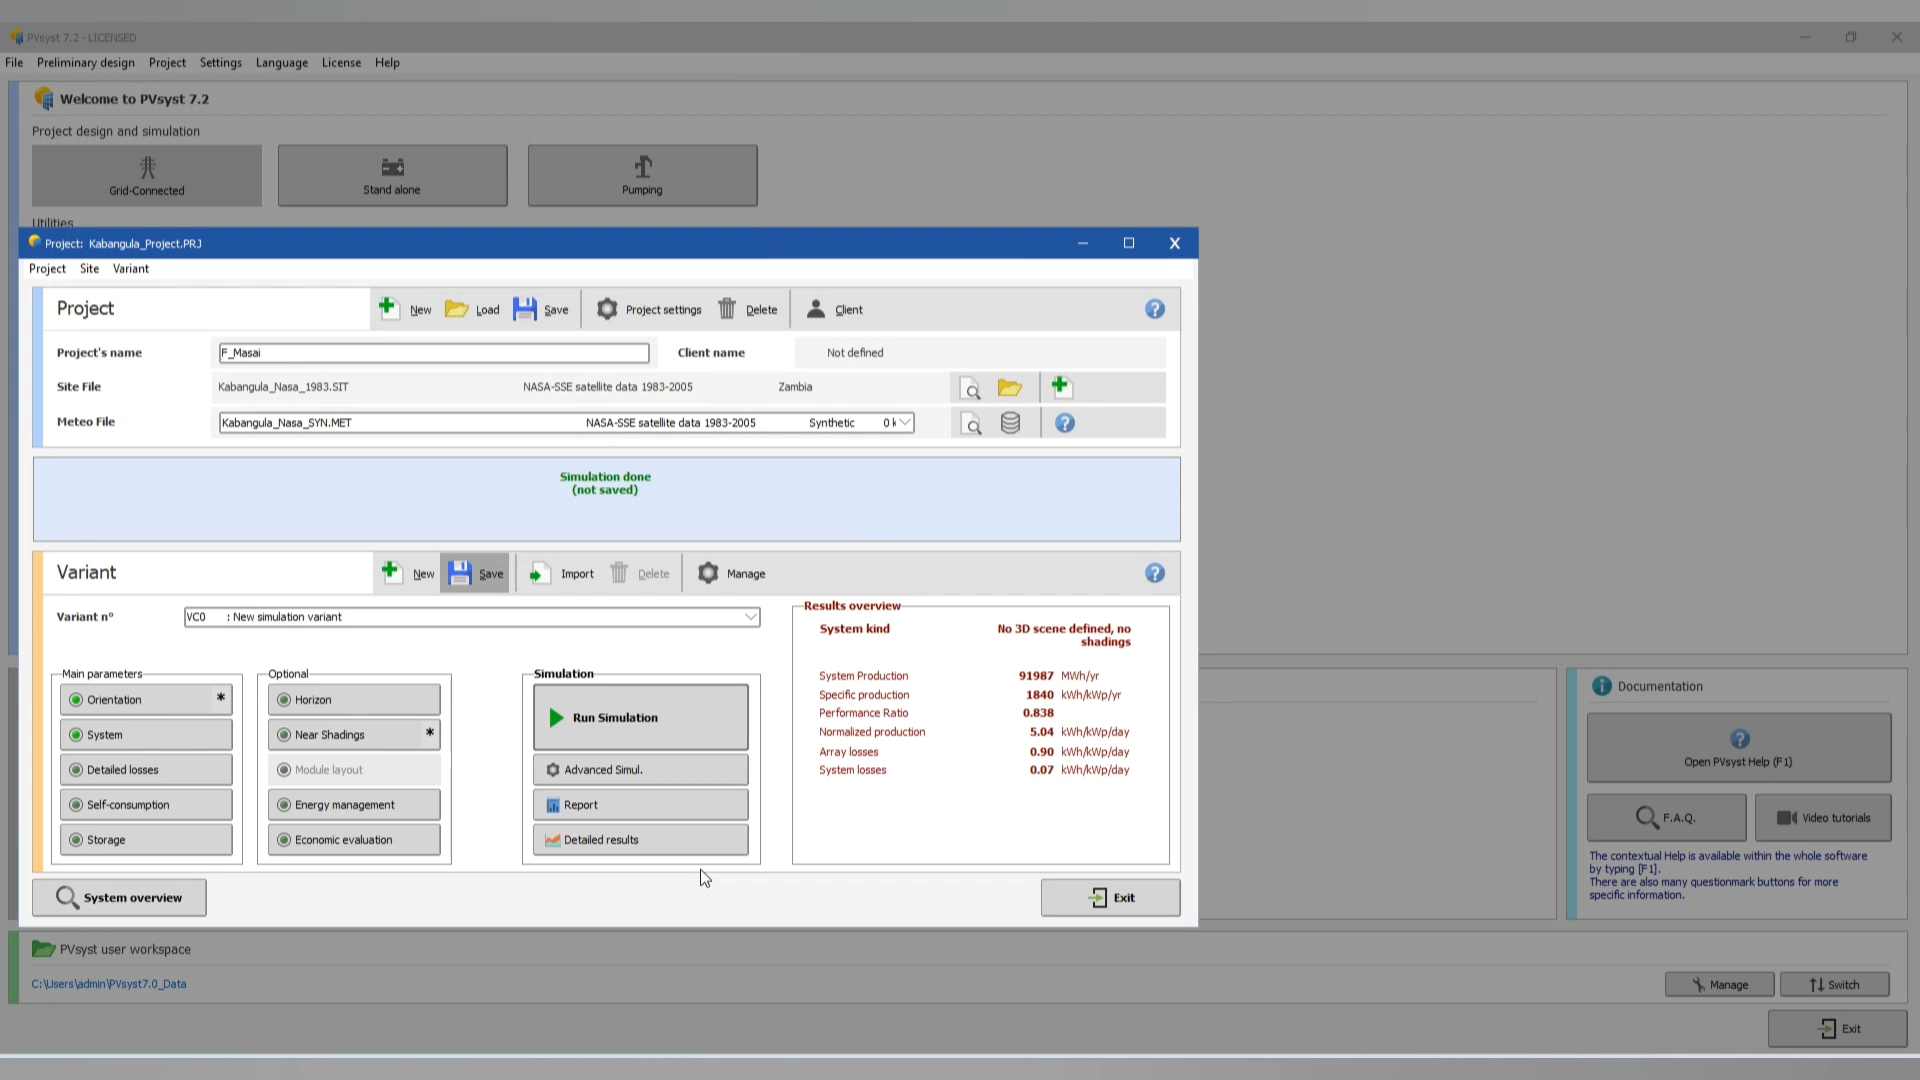 PVsyst 7.2 - LICENSED
File Preliminary design Project Settings Language License Help
Welcome to PVsyst 7.2
Project design and simulation
Grid-Connected
Stand alone
Pumping
Utilities
Project: Kabangula_Project.PRJ
Project Site Variant
Project
New Load Save Project settings Delete Client
Project's name F_Masai Client name Not defined
Site File Kabangula_Nasa_1983.SIT NASA-SSE satellite data 1983-2005 Zambia
Meteo File Kabangula_Nasa_SYN.MET NASA-SSE satellite data 1983-2005 Synthetic 0 k
Simulation done
(not saved)
Variant
New Save Import Delete Manage
Variant n° VC0 : New simulation variant
Main parameters
Orientation *
System
Detailed losses
Self-consumption
Storage
Optional
Horizon
Near Shadings *
Module layout
Energy management
Economic evaluation
Simulation
Run Simulation
Advanced Simul.
Report
Detailed results
Results overview
System kind No 3D scene defined, no
shadings
System Production 91987 MWh/yr
Specific production 1840 kWh/kWp/yr
Performance Ratio 0.838
Normalized production 5.04 kWh/kWp/day
Array losses 0.90 kWh/kWp/day
System losses 0.07 kWh/kWp/day
System overview
Exit
Documentation
Open PVsyst Help (F1)
F.A.Q.
Video tutorials
The contextual Help is available within the whole software
by typing [F1].
There are also many questionmark buttons for more
specific information.
PVsyst user workspace
C:\Users\admin\PVsyst7.0_Data
Manage
Switch
Exit